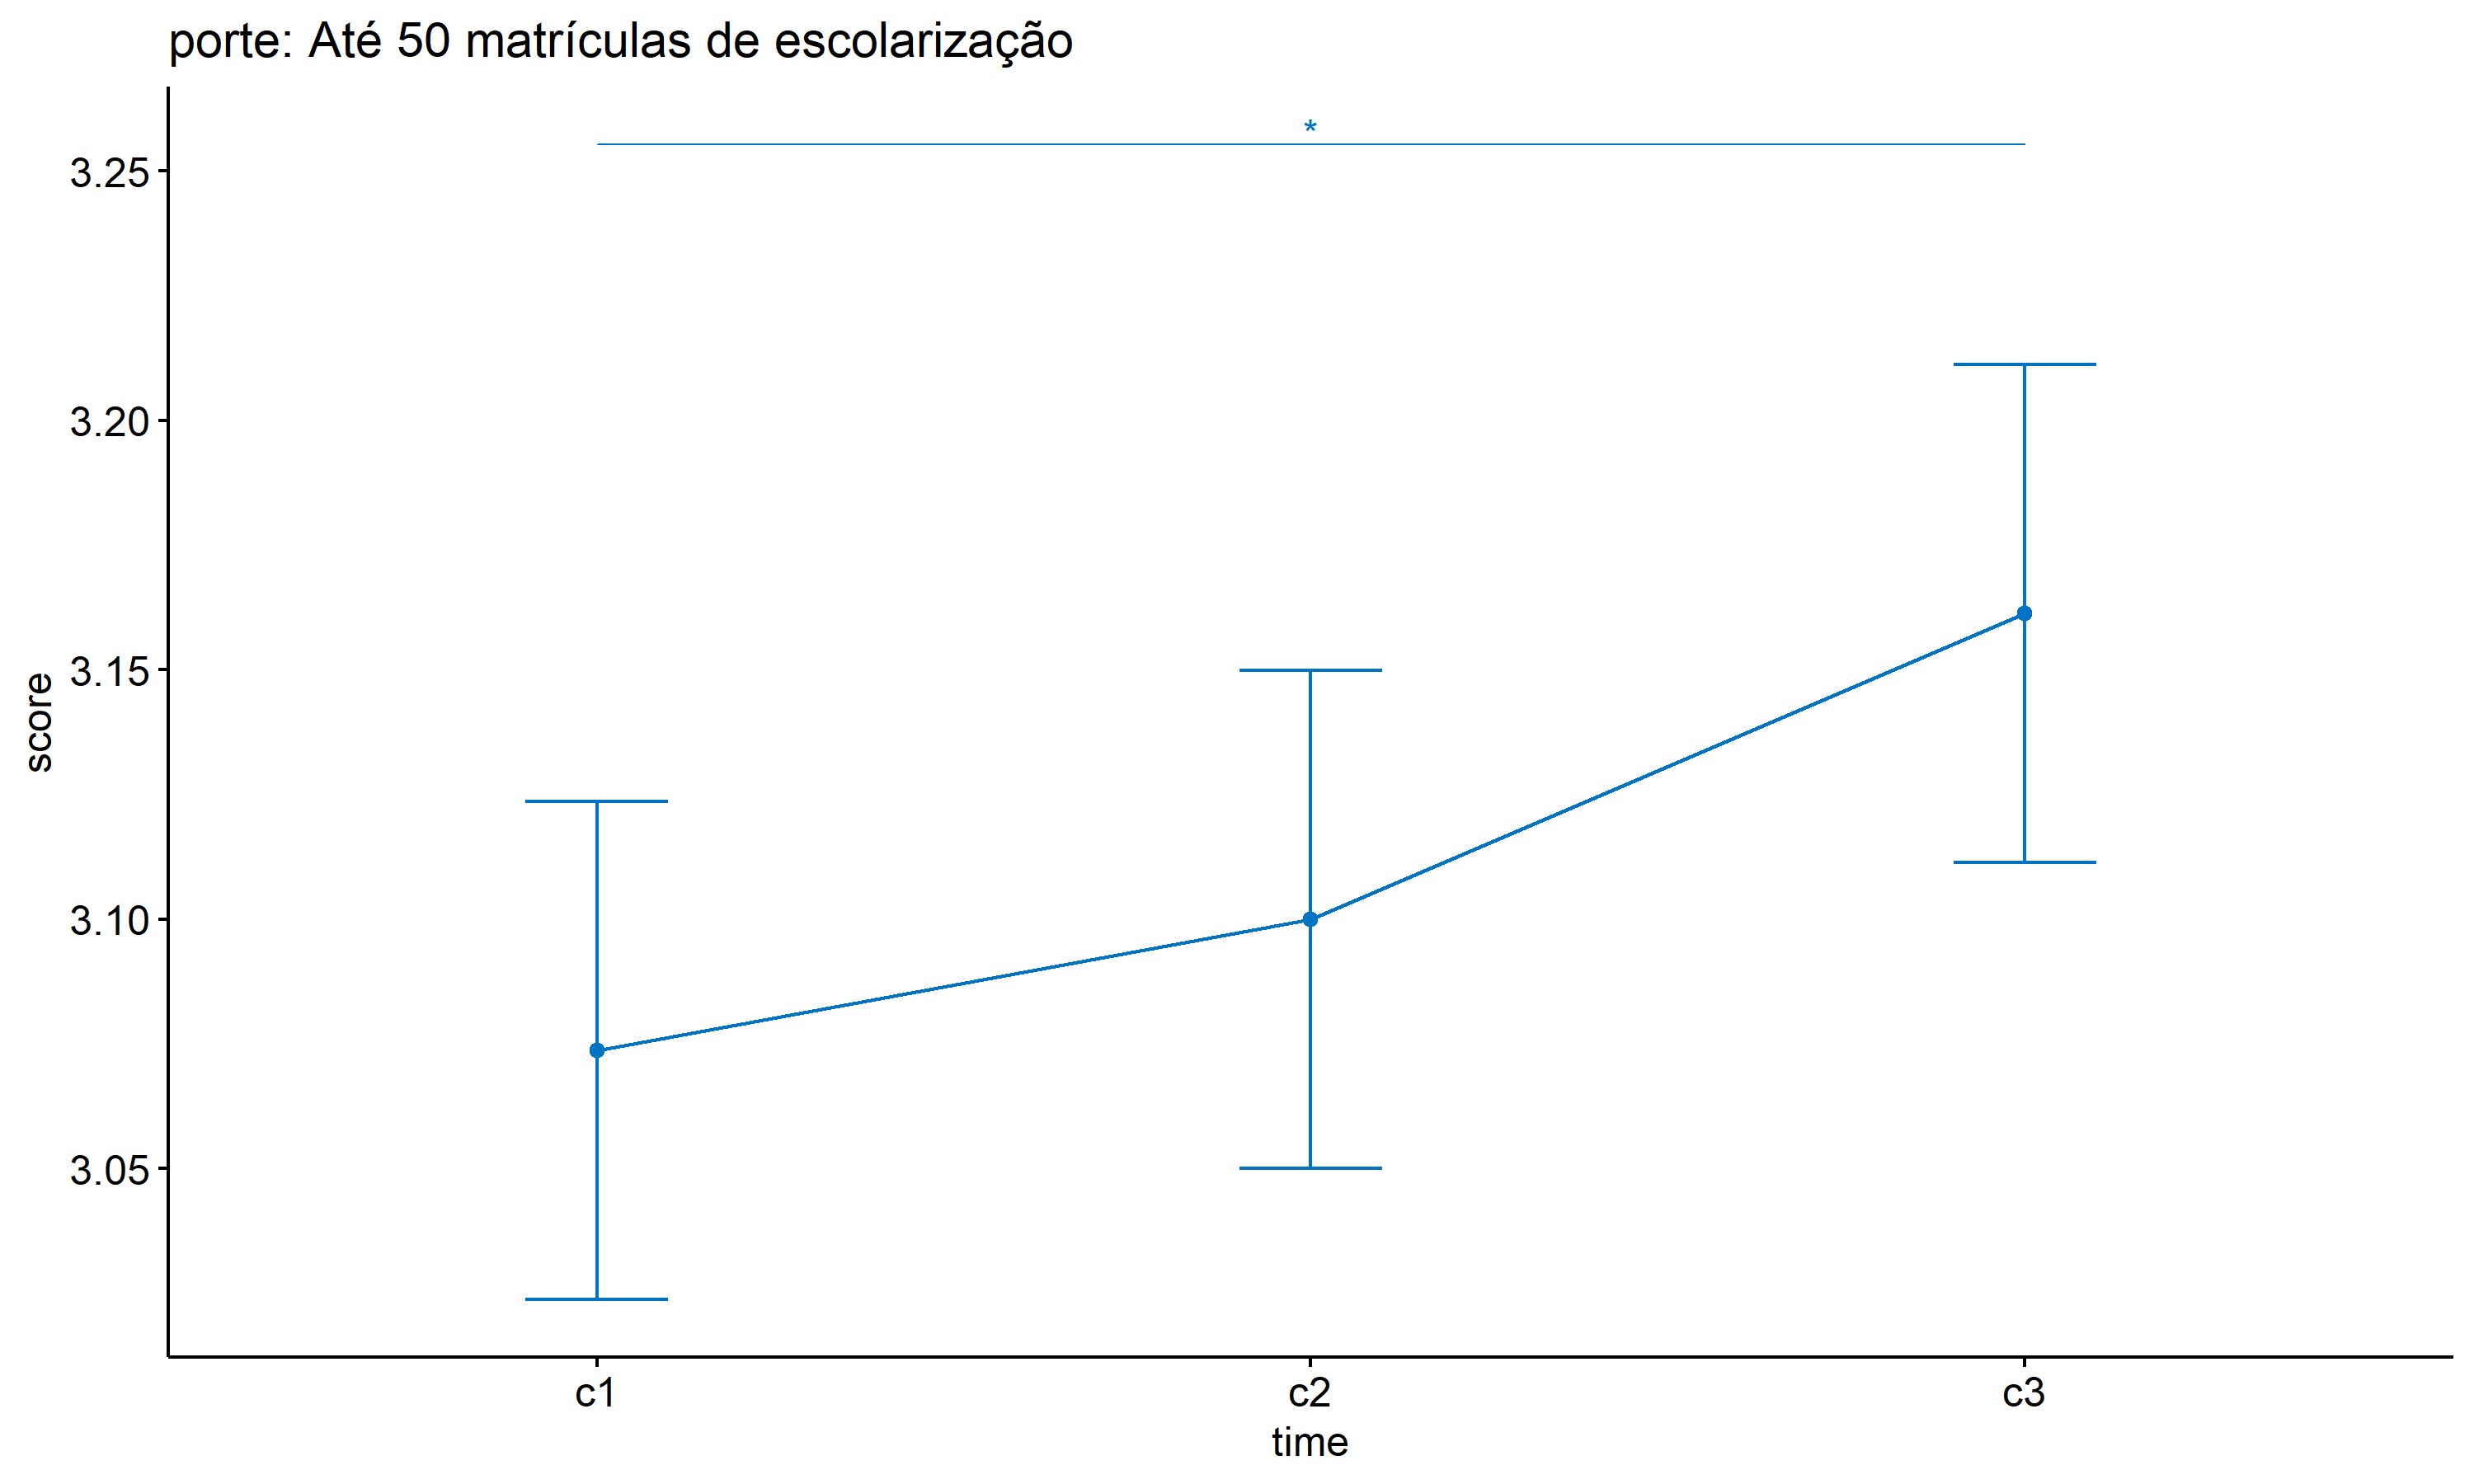 porte: Até 50 matrículas de escolarização
*
3.25
3.20
3.15
3.10
3.05
score
c1 c2 c3
time